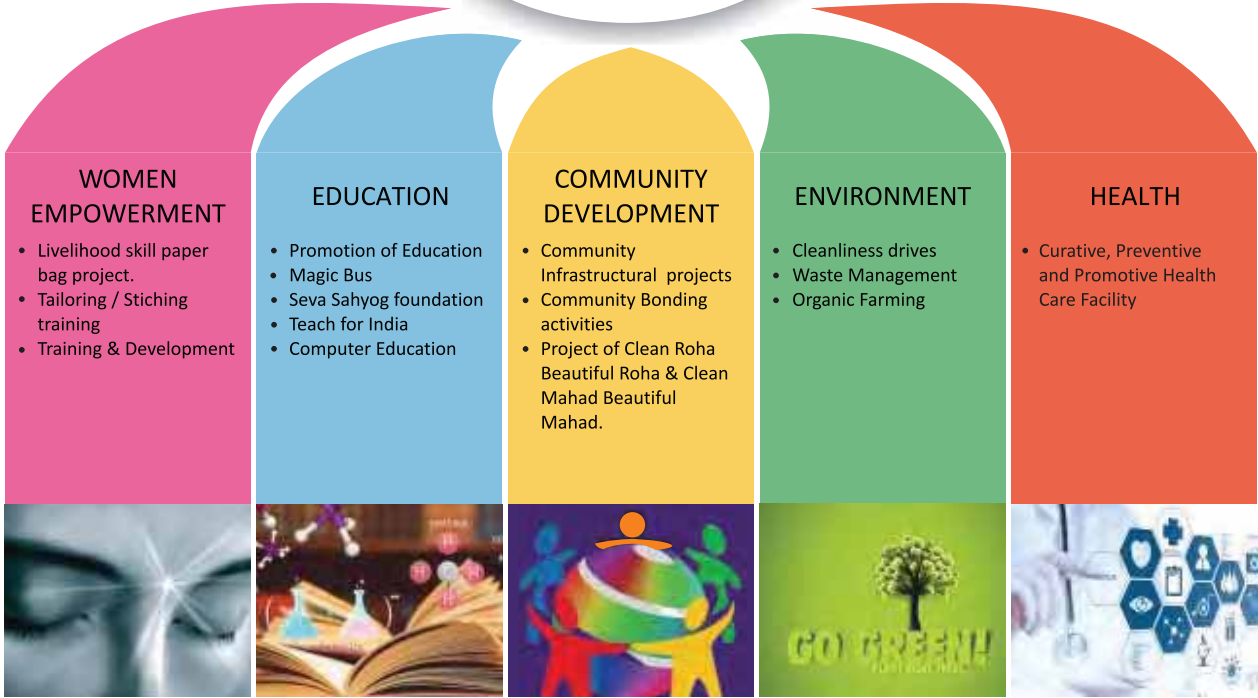 WOMEN
EMPOWERMENT
• Livelihood skill paper
bag project.
• Tailoring / Stiching
training
• Training & Development
EDUCATION
• Promotion of Education
• Magic Bus
• Seva Sahyog foundation
• Teach for India
• Computer Education
COMMUNITY
DEVELOPMENT
• Community
Infrastructural projects
• Community Bonding
activities
• Project of Clean Roha
Beautiful Roha & Clean
Mahad Beautiful
Mahad.
ENVIRONMENT
• Cleanliness drives
• Waste Management
• Organic Farming
HEALTH
• Curative, Preventive
and Promotive Health
Care Facility
GO GREEN!